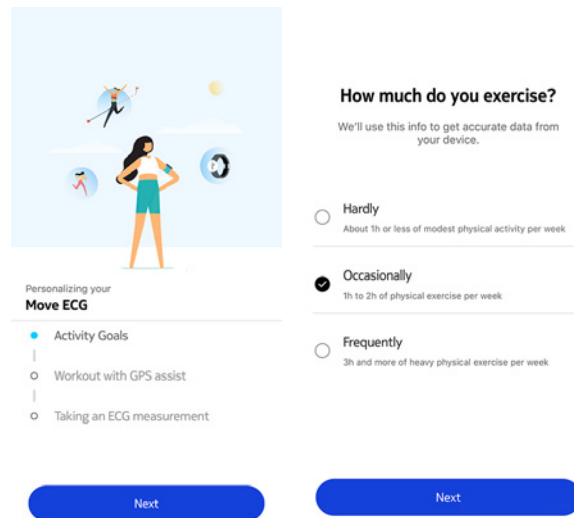 Personalizing your
Move ECG
Activity Goals
Workout with GPS assist
Taking an ECG measurement
Next
How much do you exercise?
We'll use this info to get accurate data from
your device.
Hardly
About 1h or less of modest physical activity per week
Occasionally
1h to 2h of physical exercise per week
Frequently
3h and more of heavy physical exercise per week
Next